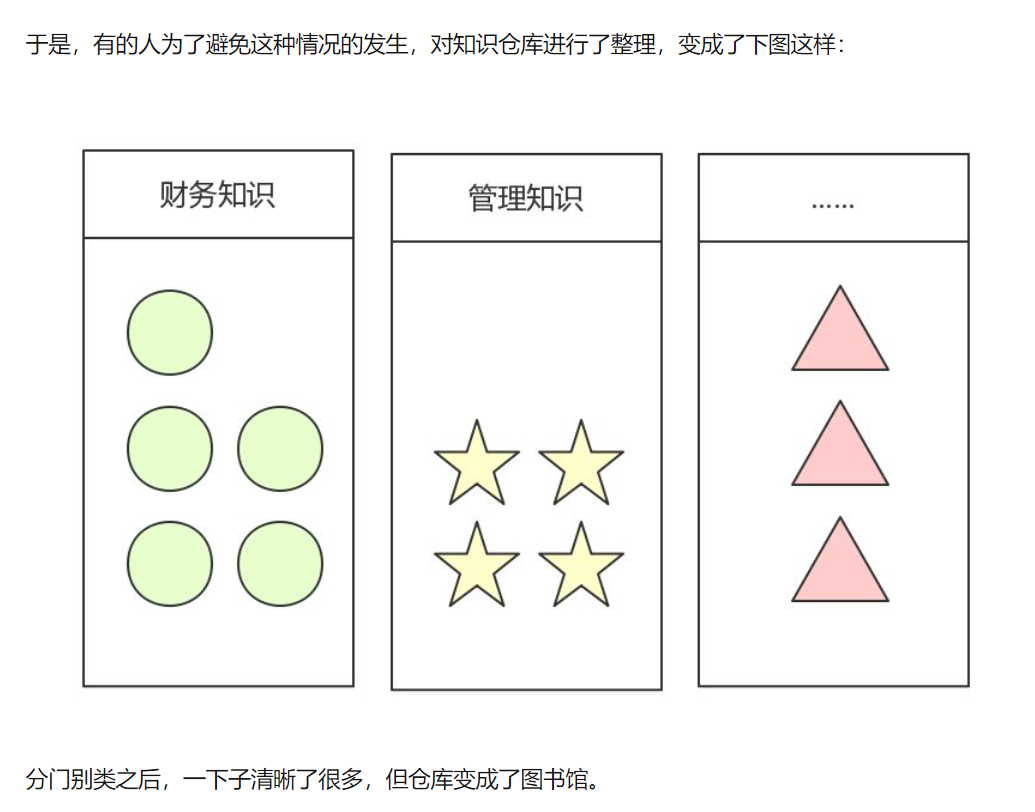 于是，有的人为了避免这种情况的发生，对知识仓库进行了整理，变成了下图这样：
财务知识
管理知识
……
分门别类之后，一下子清晰了很多，但仓库变成了图书馆。